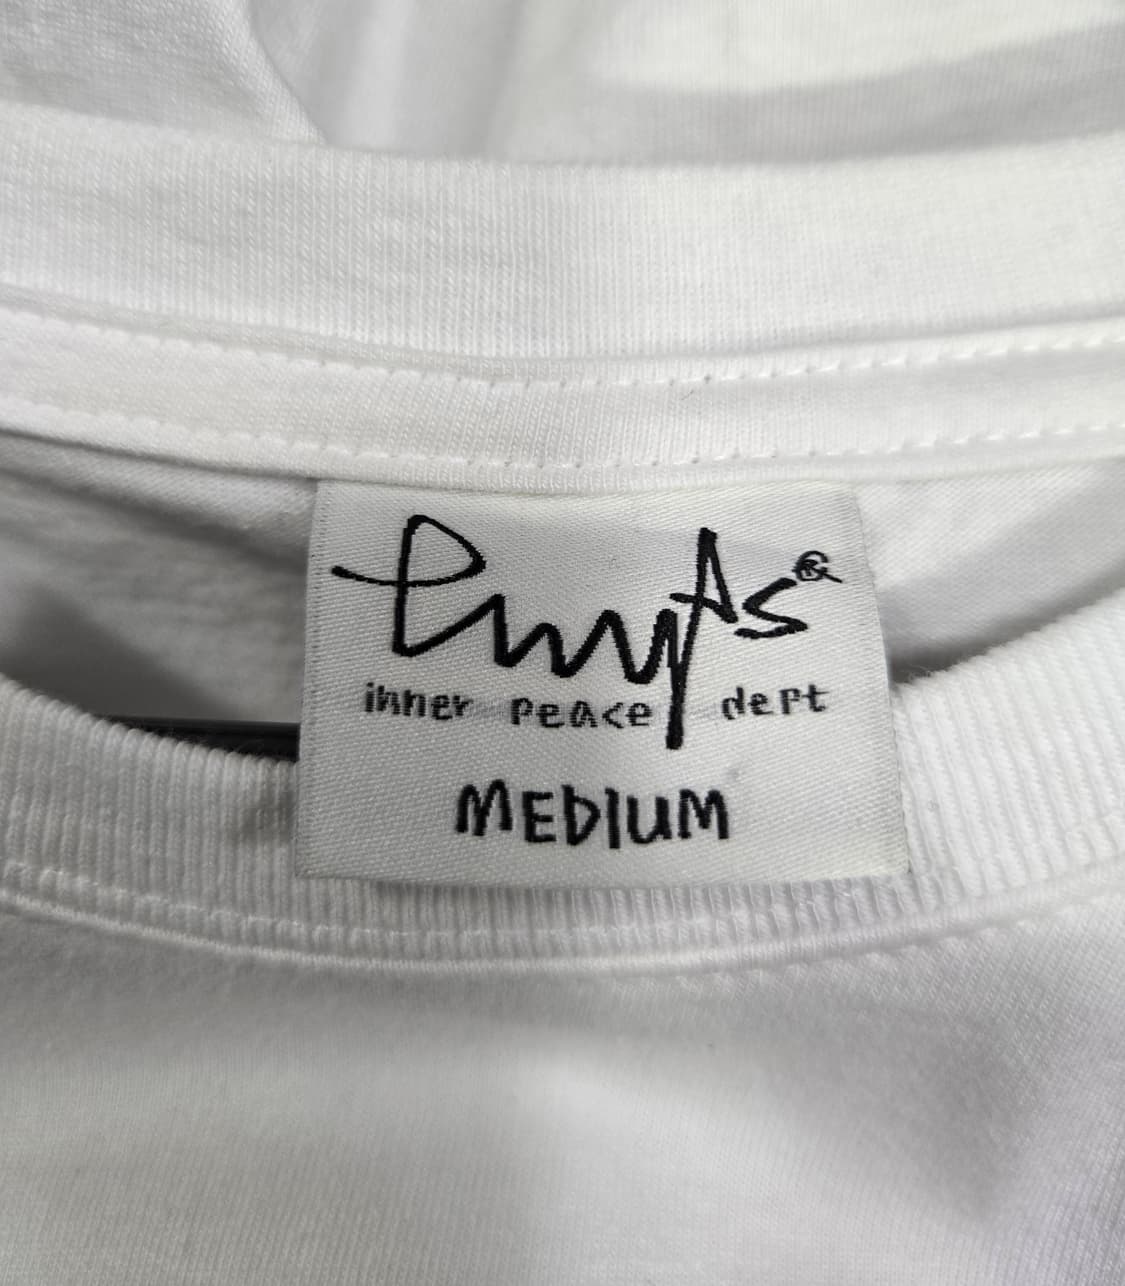 ®
inner peace dept
MEDIUM